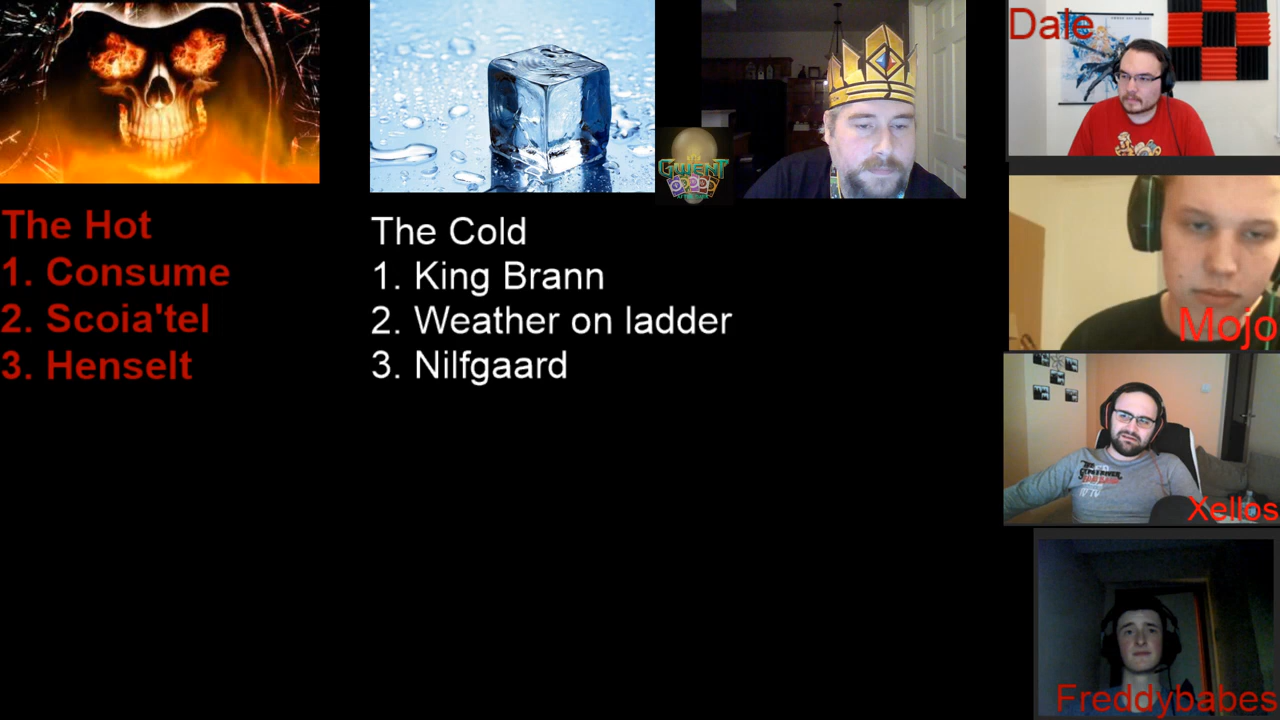 The Hot
1. Consume
2. Scoia'tel
3. Henselt
The Cold
1. King Brann
2. Weather on ladder
3. Nilfgaard
GWENT
Dale
Mojo
Xellos
Freddybabes